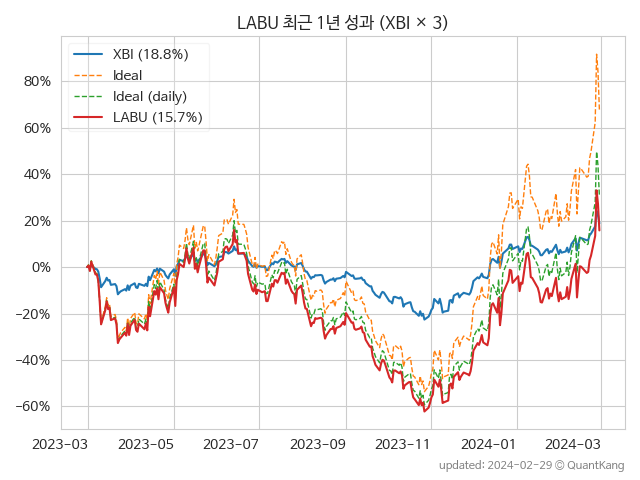 LABU 최근 1년 성과 (XBI × 3)
XBI (18.8%)
Ideal
Ideal (daily)
LABU (15.7%)
80%
60%
40%
20%
0%
−20%
−40%
−60%
2023−03 2023−05 2023−07 2023−09 2023−11 2024−01 2024−03
updated: 2024−02−29 © QuantKang